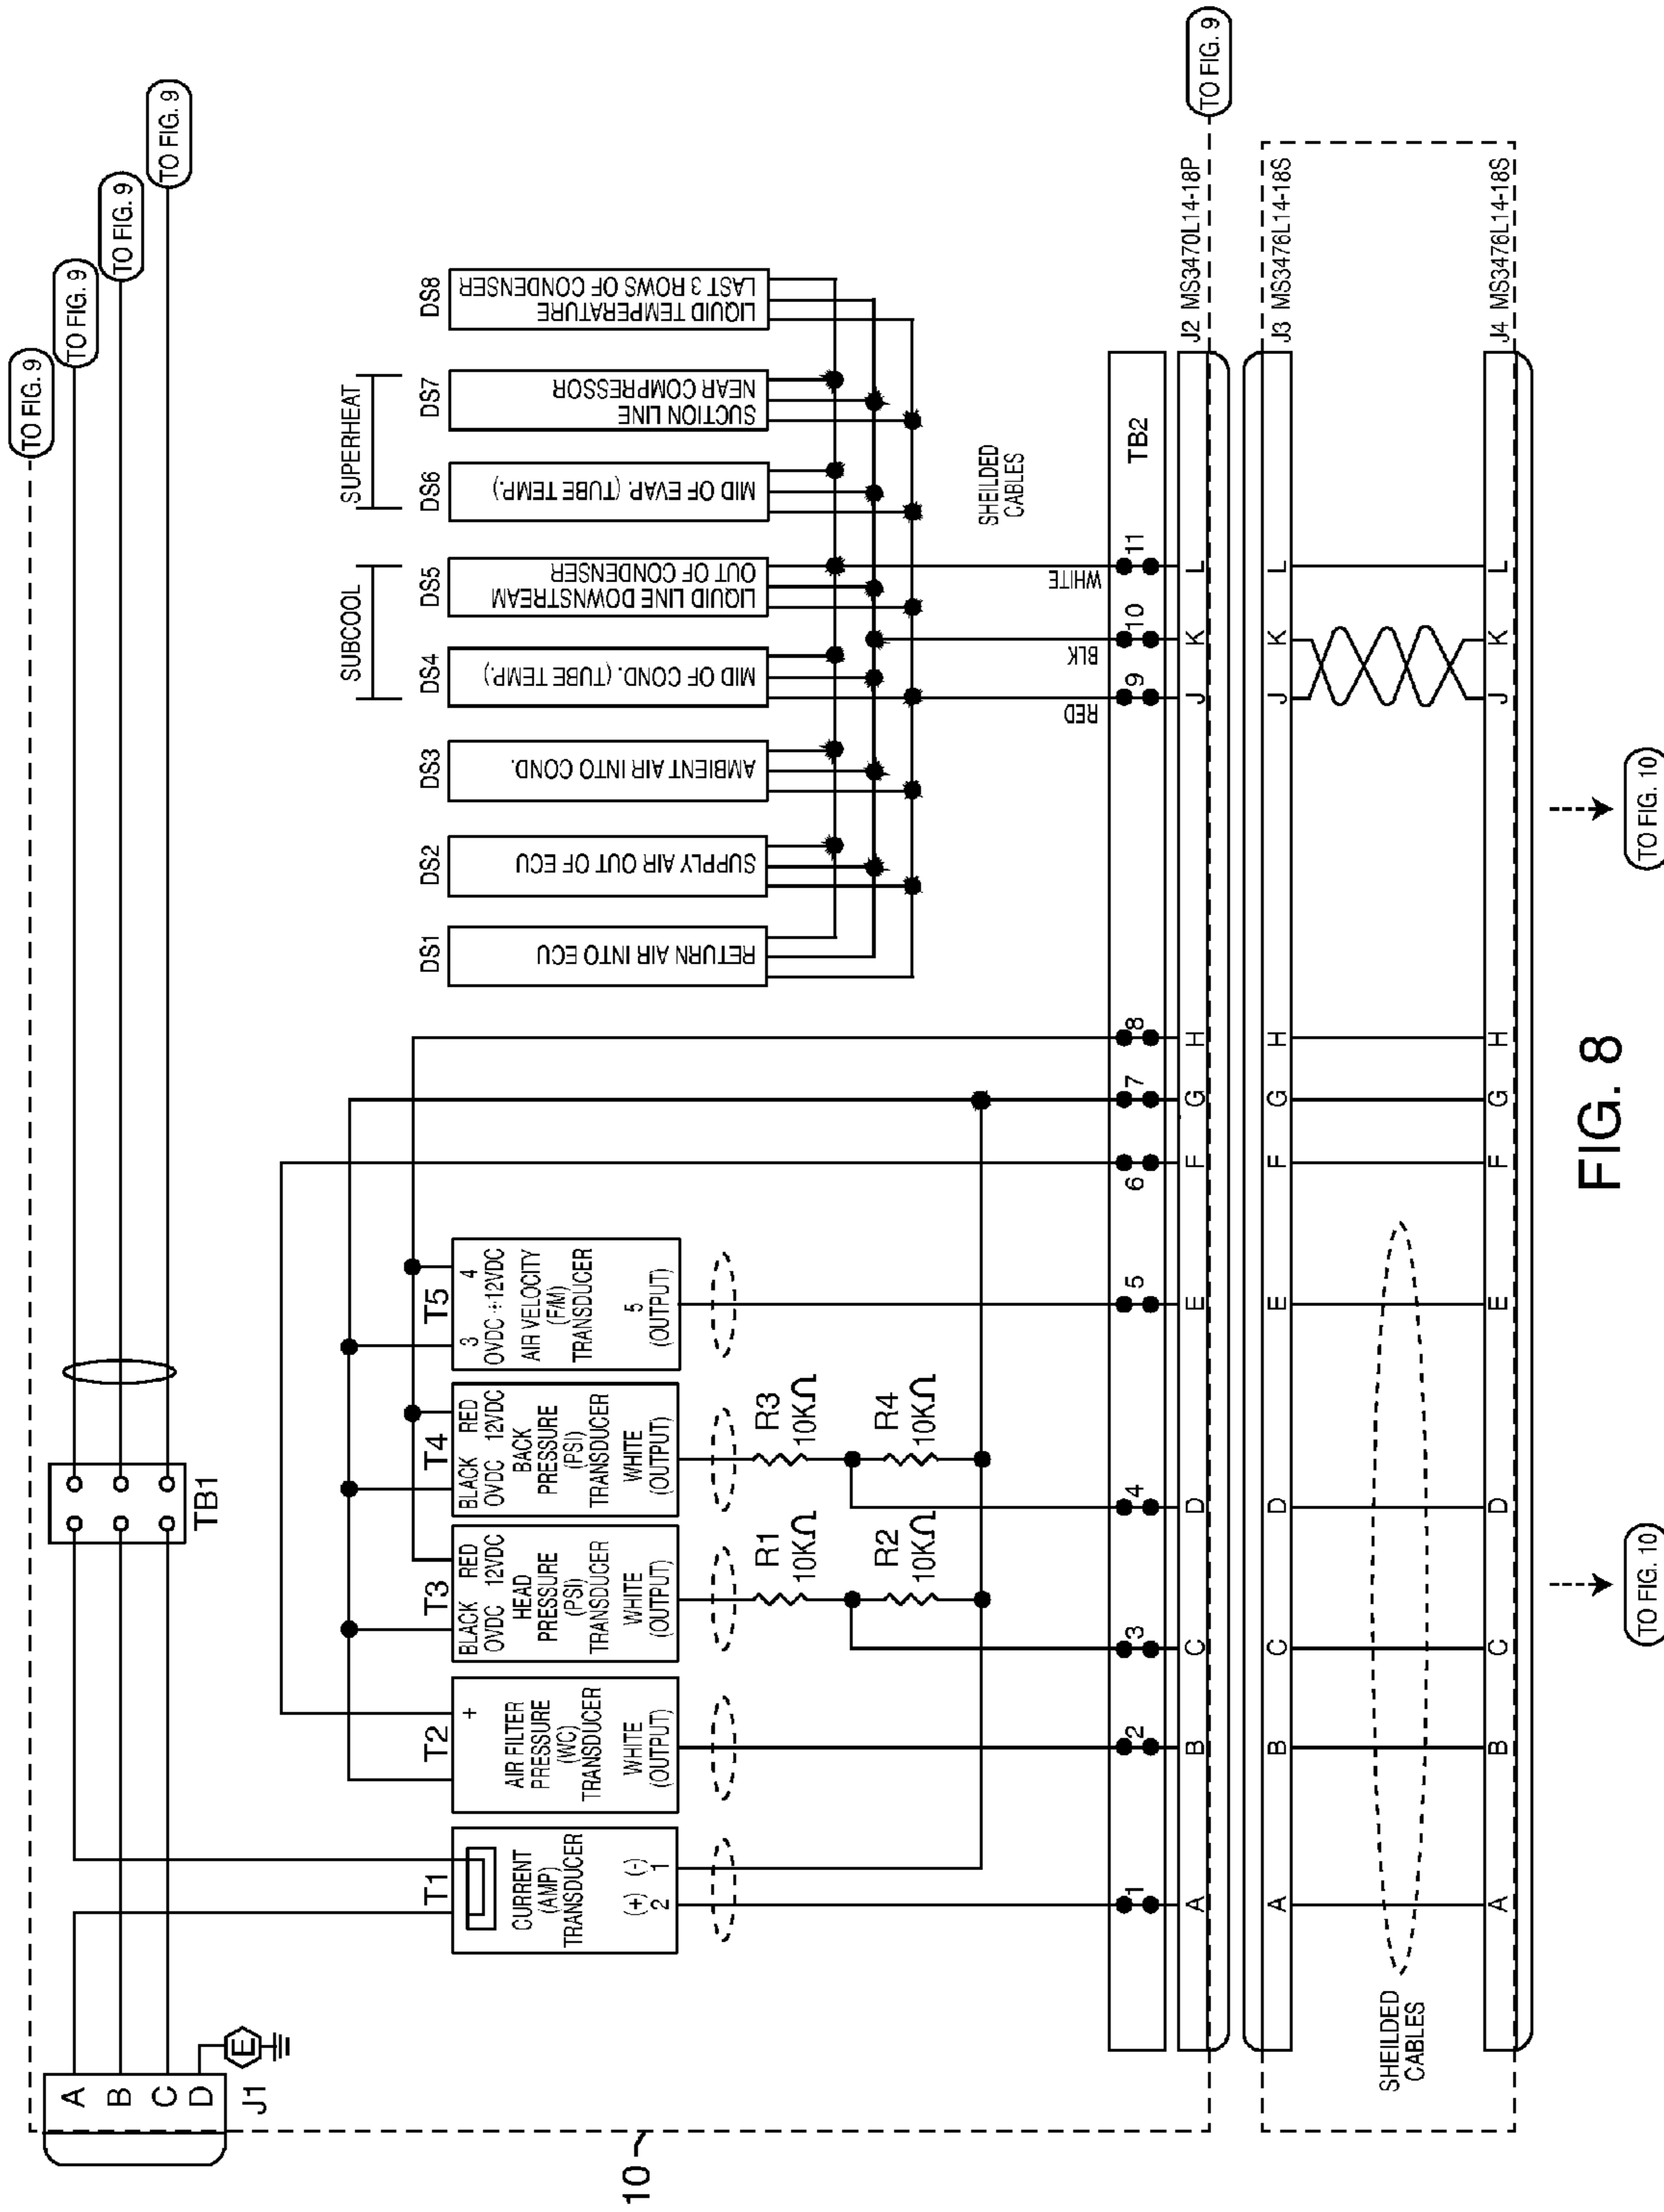 TO FIG. 9
TO FIG. 9
TO FIG. 9
TO FIG. 9
A
B
C
D
J1
E
TB1
10
T1
CURRENT
(AMP)
TRANSDUCER
(+) (-)
2 1
T2
+
AIR FILTER
PRESSURE
(WC)
TRANSDUCER
WHITE
(OUTPUT)
T3
BLACK RED
OVDC 12VDC
HEAD
PRESSURE
(PSI)
TRANSDUCER
WHITE
(OUTPUT)
T4
BLACK RED
OVDC 12VDC
BACK
PRESSURE
(PSI)
TRANSDUCER
WHITE
(OUTPUT)
T5
3 4
OVDC +12VDC
AIR VELOCITY
(F/M)
TRANSDUCER
5
(OUTPUT)
R1
10KΩ
R2
10KΩ
R3
10KΩ
R4
10KΩ
SUBCOOL
SUPERHEAT
DS1
RETURN AIR INTO ECU
DS2
SUPPLY AIR OUT OF ECU
DS3
AMBIENT AIR INTO COND.
DS4
MID OF COND. (TUBE TEMP.)
DS5
LIQUID LINE DOWNSTREAM
OUT OF CONDENSER
DS6
MID OF EVAP. (TUBE TEMP.)
DS7
SUCTION LINE
NEAR COMPRESSOR
DS8
LIQUID TEMPERATURE
LAST 3 ROWS OF CONDENSER
SHEILDED
CABLES
RED
BLK
WHITE
1 2 3 4 5 6 7 8 9 10 11
TB2
A B C D E F G H J K L
J2 MS3470L14-18P
TO FIG. 9
A B C D E F G H J K L
J3 MS3476L14-18S
SHEILDED
CABLES
A B C D E F G H J K L
J4 MS3476L14-18S
TO FIG. 10
TO FIG. 10
FIG. 8